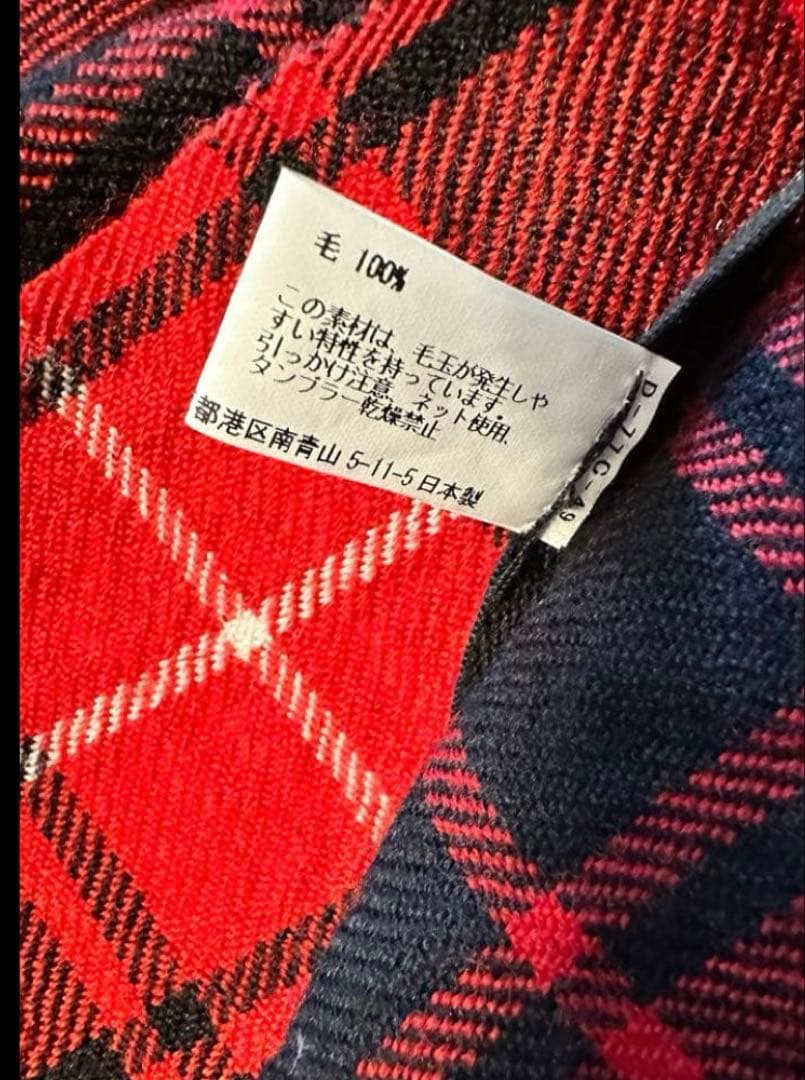 毛 100%
この素材は、毛玉が発生しや
すい特性を持っています。
引っかけ注意 ネット使用、
タンブラー乾燥禁止
都港区南青山 5-11-5 日本製